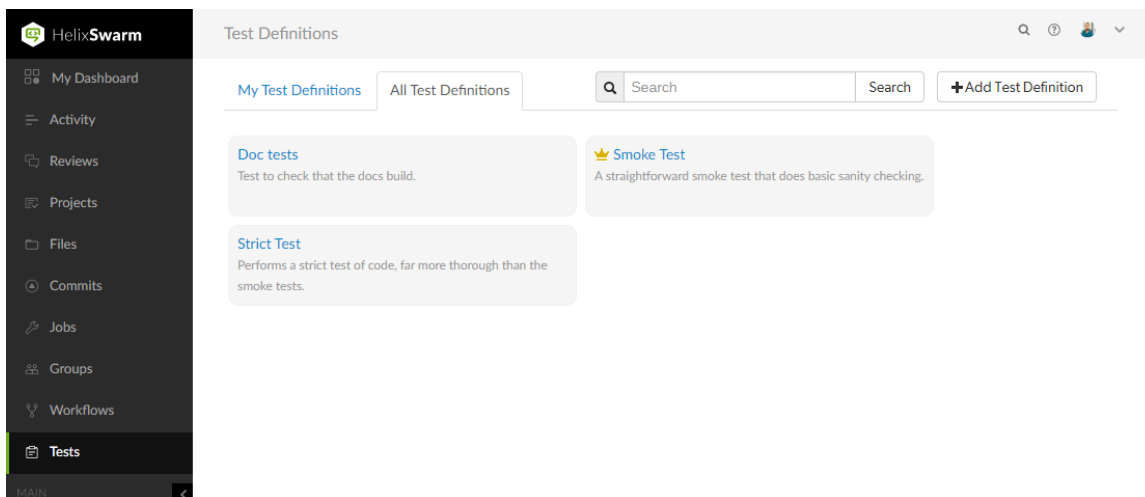 HelixSwarm
Test Definitions
My Dashboard
Activity
Reviews
Projects
Files
Commits
Jobs
Groups
Workflows
Tests
MAIN
My Test Definitions
All Test Definitions
Search
Search
+Add Test Definition
Doc tests
Test to check that the docs build.
Smoke Test
A straightforward smoke test that does basic sanity checking.
Strict Test
Performs a strict test of code, far more thorough than the
smoke tests.